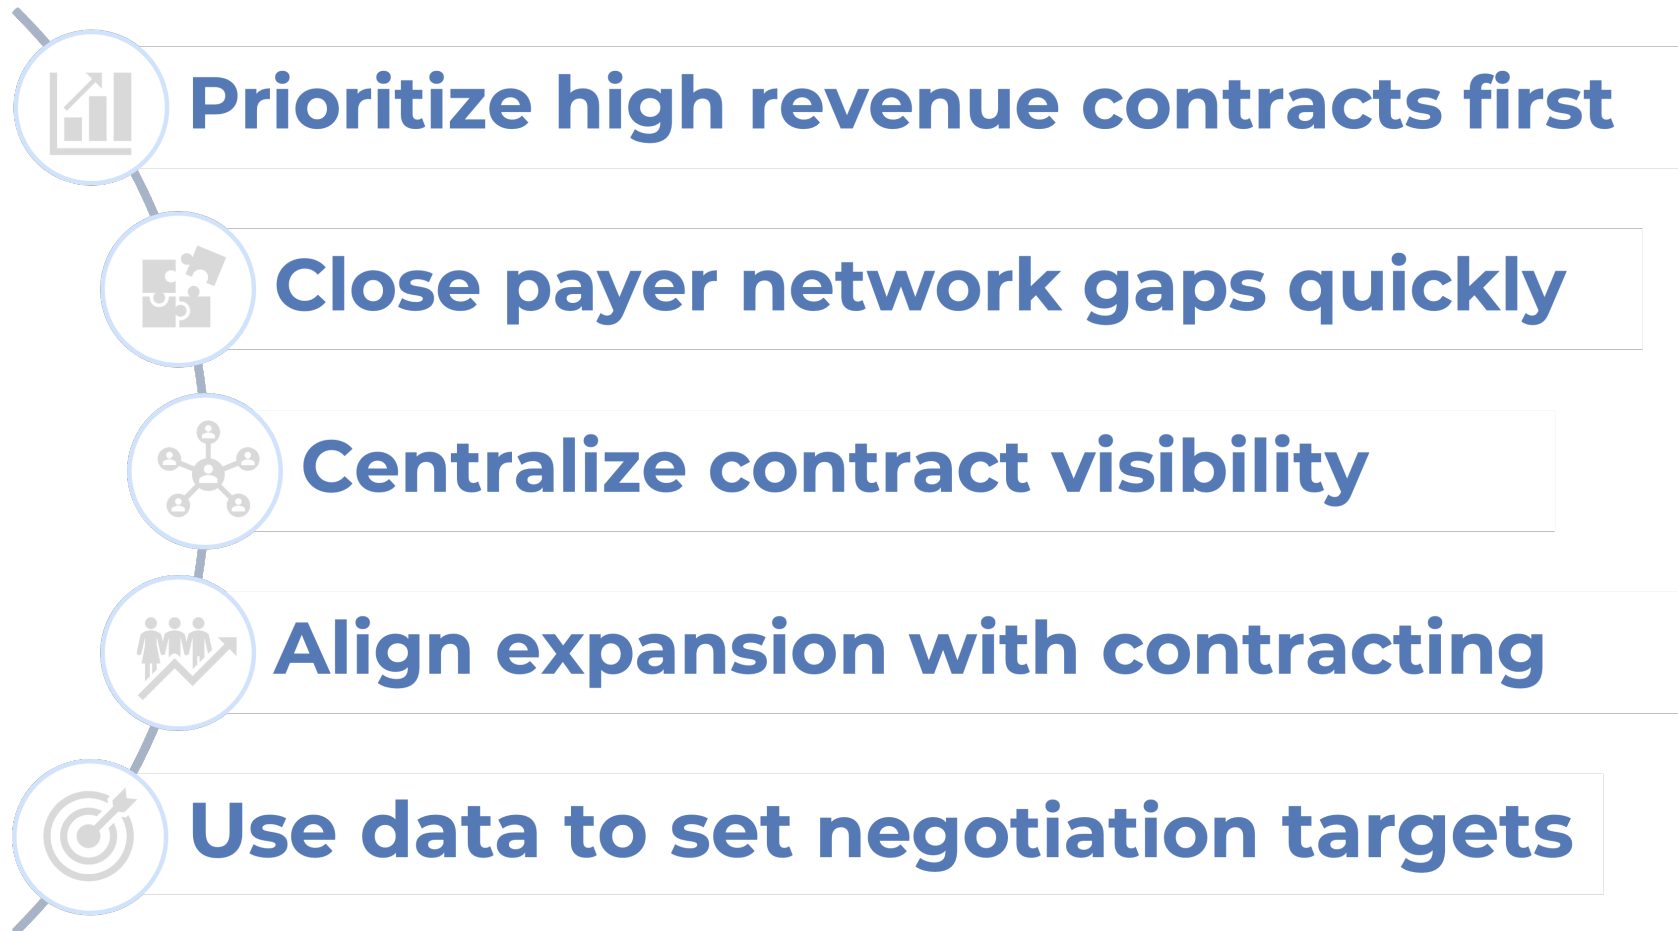 Prioritize high revenue contracts first
Close payer network gaps quickly
Centralize contract visibility
Align expansion with contracting
Use data to set negotiation targets